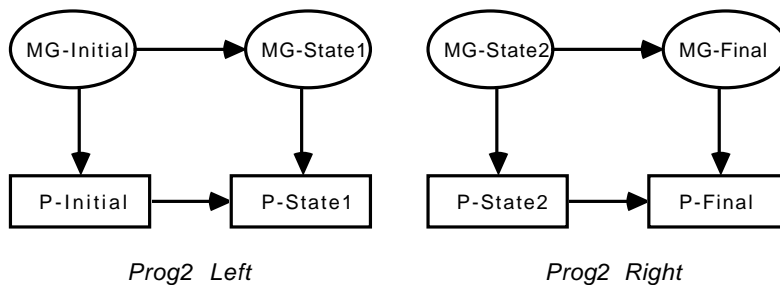 MG-Initial MG-State1 MG-State2 MG-Final
P-Initial P-State1 P-State2 P-Final
Prog2 Left Prog2 Right